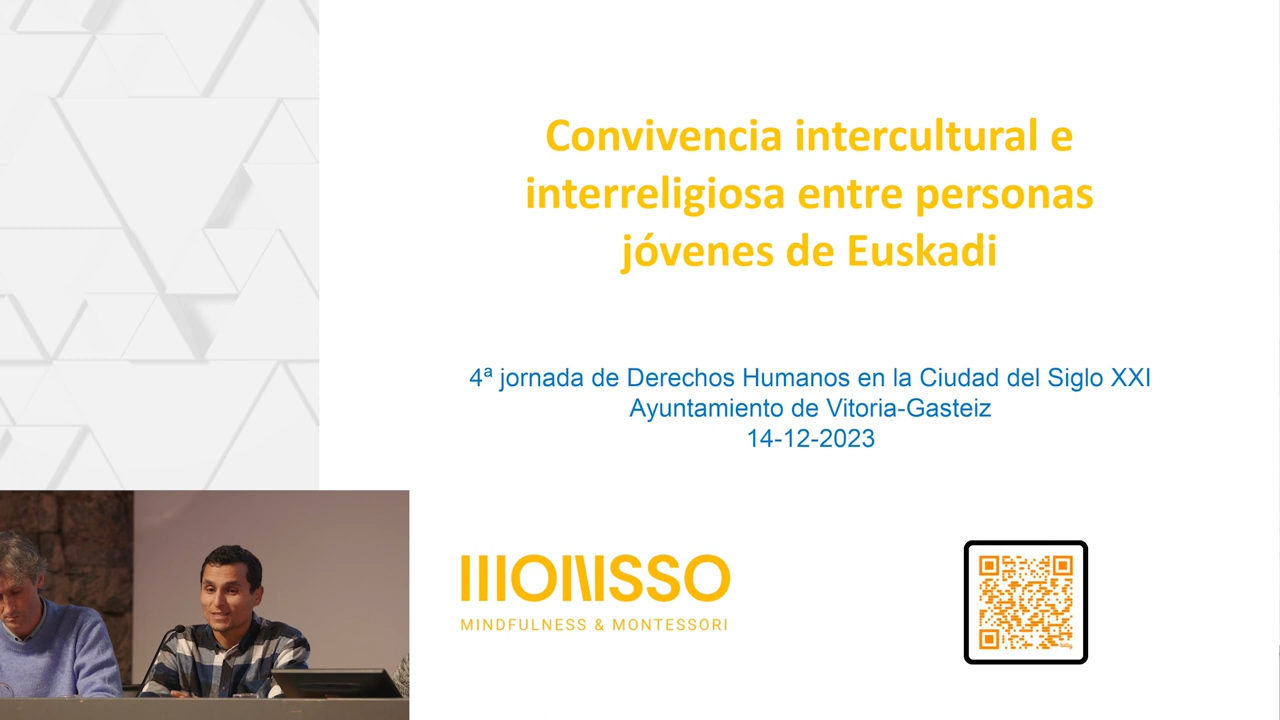 Convivencia intercultural e
interreligiosa entre personas
jóvenes de Euskadi
4ª jornada de Derechos Humanos en la Ciudad del Siglo XXI
Ayuntamiento de Vitoria-Gasteiz
14-12-2023
MONSSO
MINDFULNESS & MONTESSORI